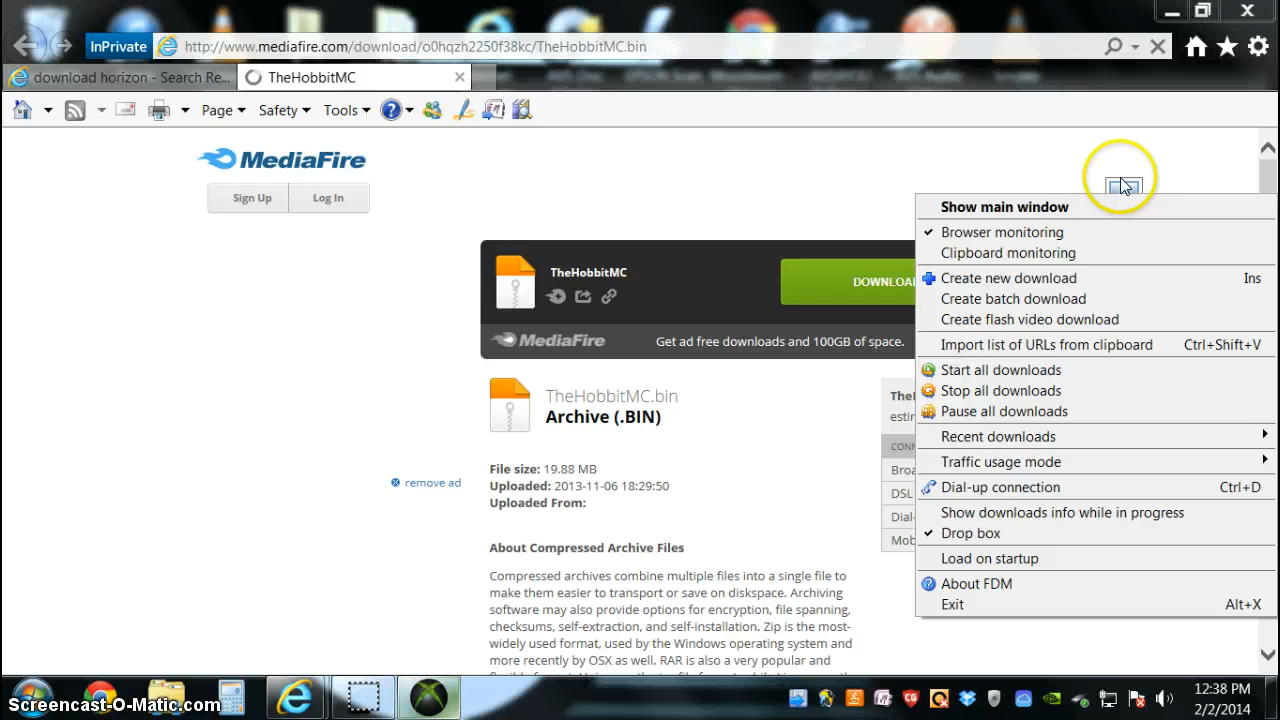 InPrivate http://www.mediafire.com/download/o0hqzh2250f38kc/TheHobbitMC.bin
download horizon - Search Re... TheHobbitMC
Page Safety Tools
MediaFire
Sign Up Log In
TheHobbitMC
DOWNLOA
MediaFire Get ad free downloads and 100GB of space.
TheHobbitMC.bin
Archive (.BIN)
File size: 19.88 MB
Uploaded: 2013-11-06 18:29:50
Uploaded From:
remove ad
About Compressed Archive Files
Compressed archives combine multiple files into a single file to
make them easier to transport or save on diskspace. Archiving
software may also provide options for encryption, file spanning,
checksums, self-extraction, and self-installation. Zip is the most-
widely used format, used by the Windows operating system and
more recently by OSX as well. RAR is also a very popular and
TheH
estin
CONN
Broa
DSL
Dial-
Mob
Show main window
Browser monitoring
Clipboard monitoring
Create new download Ins
Create batch download
Create flash video download
Import list of URLs from clipboard Ctrl+Shift+V
Start all downloads
Stop all downloads
Pause all downloads
Recent downloads
Traffic usage mode
Dial-up connection Ctrl+D
Show downloads info while in progress
Drop box
Load on startup
About FDM
Exit Alt+X
12:38 PM
2/2/2014
Screencast-O-Matic.com